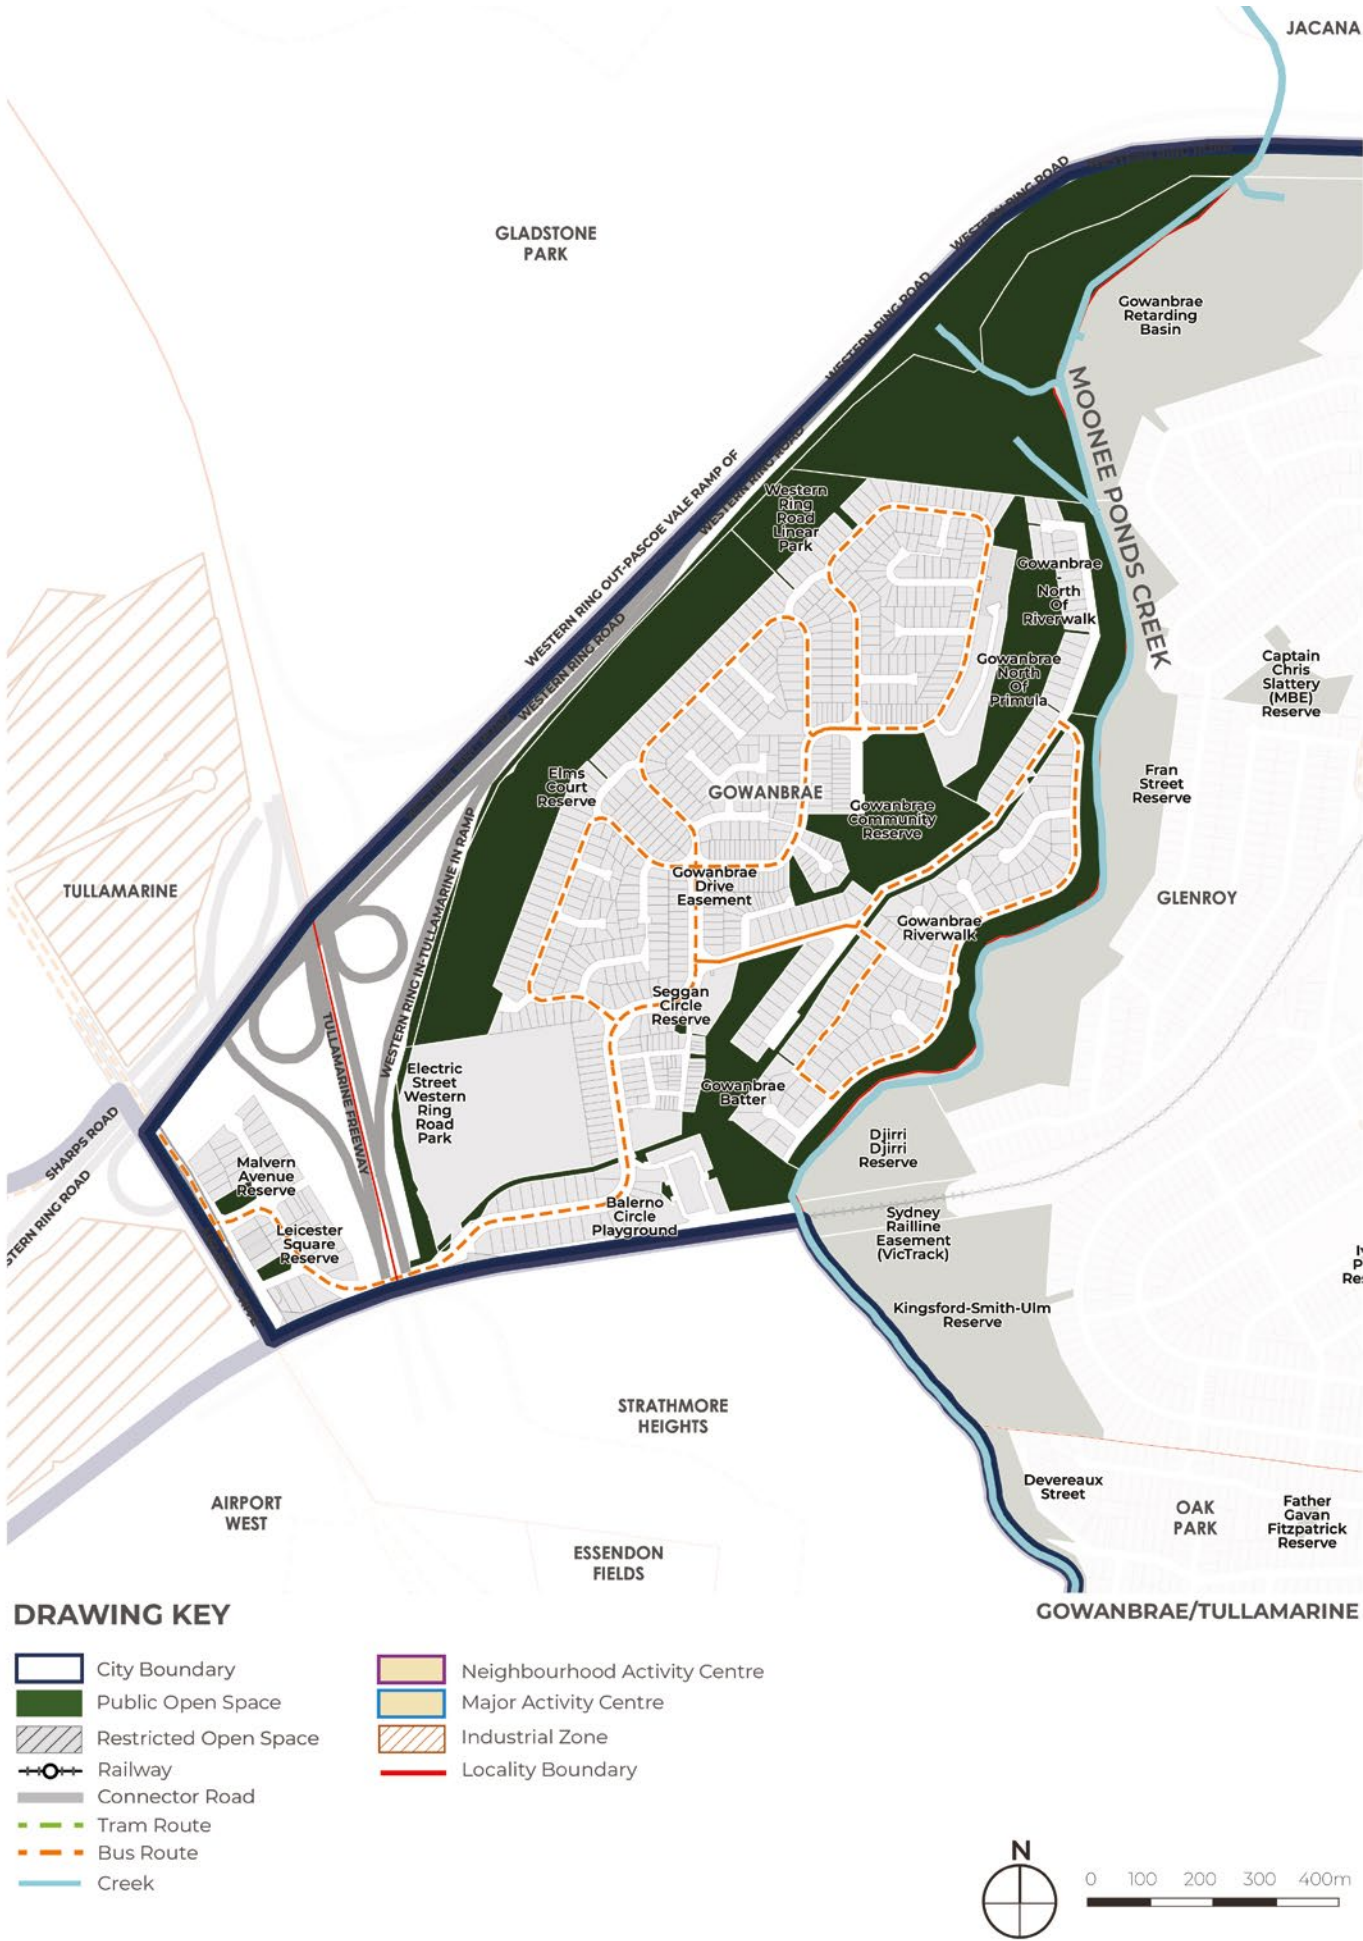 JACANA
WESTERN RING ROAD
WESTERN RING ROAD
GLADSTONE
PARK
WESTERN RING ROAD
Gowanbrae
Retarding
Basin
MOONEE PONDS CREEK
WESTERN RING OUT-PASCOE VALE RAMP OF
WESTERN RING ROAD
Western
Ring
Road
Linear
Park
Gowanbrae
-
North
Of
Riverwalk
WESTERN RING ROAD
Gowanbrae
North
Of
Primula
Captain
Chris
Slattery
(MBE)
Reserve
Elms
Court
Reserve
GOWANBRAE
Fran
Street
Reserve
Gowanbrae
Community
Reserve
TULLAMARINE
Gowanbrae
Drive
Easement
GLENROY
Gowanbrae
Riverwalk
WESTERN RING IN-TULLAMARINE IN RAMP
Seggan
Circle
Reserve
TULLAMARINE FREEWAY
Electric
Street
Western
Ring
Road
Park
Gowanbrae
Batter
SHARPS ROAD
Djirri
Djirri
Reserve
Malvern
Avenue
Reserve
STERN RING ROAD
Leicester
Square
Reserve
Balerno
Circle
Playground
Sydney
Railline
Easement
(VicTrack)
P
Res
Kingsford-Smith-Ulm
Reserve
STRATHMORE
HEIGHTS
Devereaux
Street
AIRPORT
WEST
OAK
PARK
Father
Gavan
Fitzpatrick
Reserve
ESSENDON
FIELDS
DRAWING KEY
GOWANBRAE/TULLAMARINE
City Boundary
Public Open Space
Restricted Open Space
Railway
Connector Road
Tram Route
Bus Route
Creek
Neighbourhood Activity Centre
Major Activity Centre
Industrial Zone
Locality Boundary
N
0 100 200 300 400m